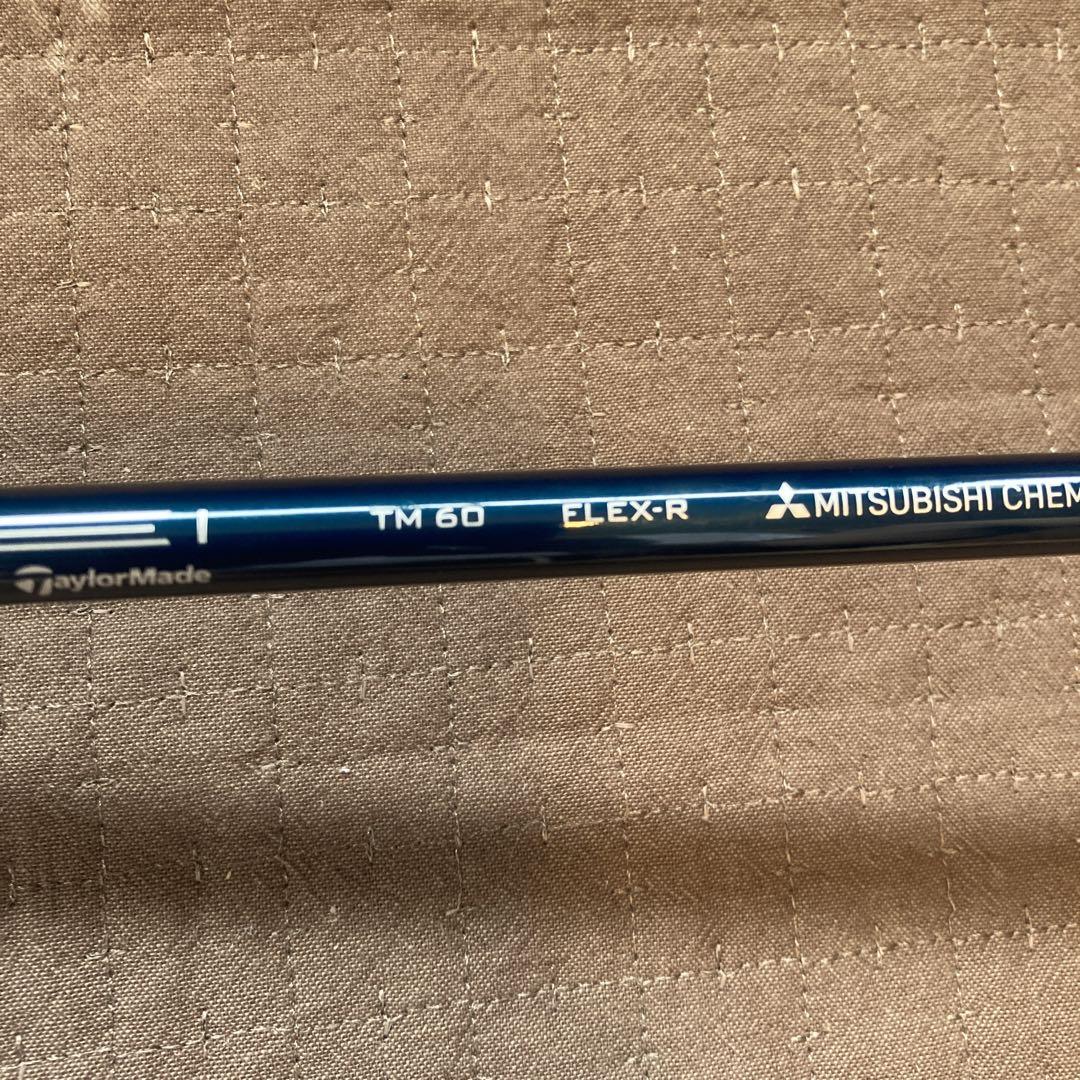 TM 60 FLEX-R MITSUBISHI CHEM
TaylorMade